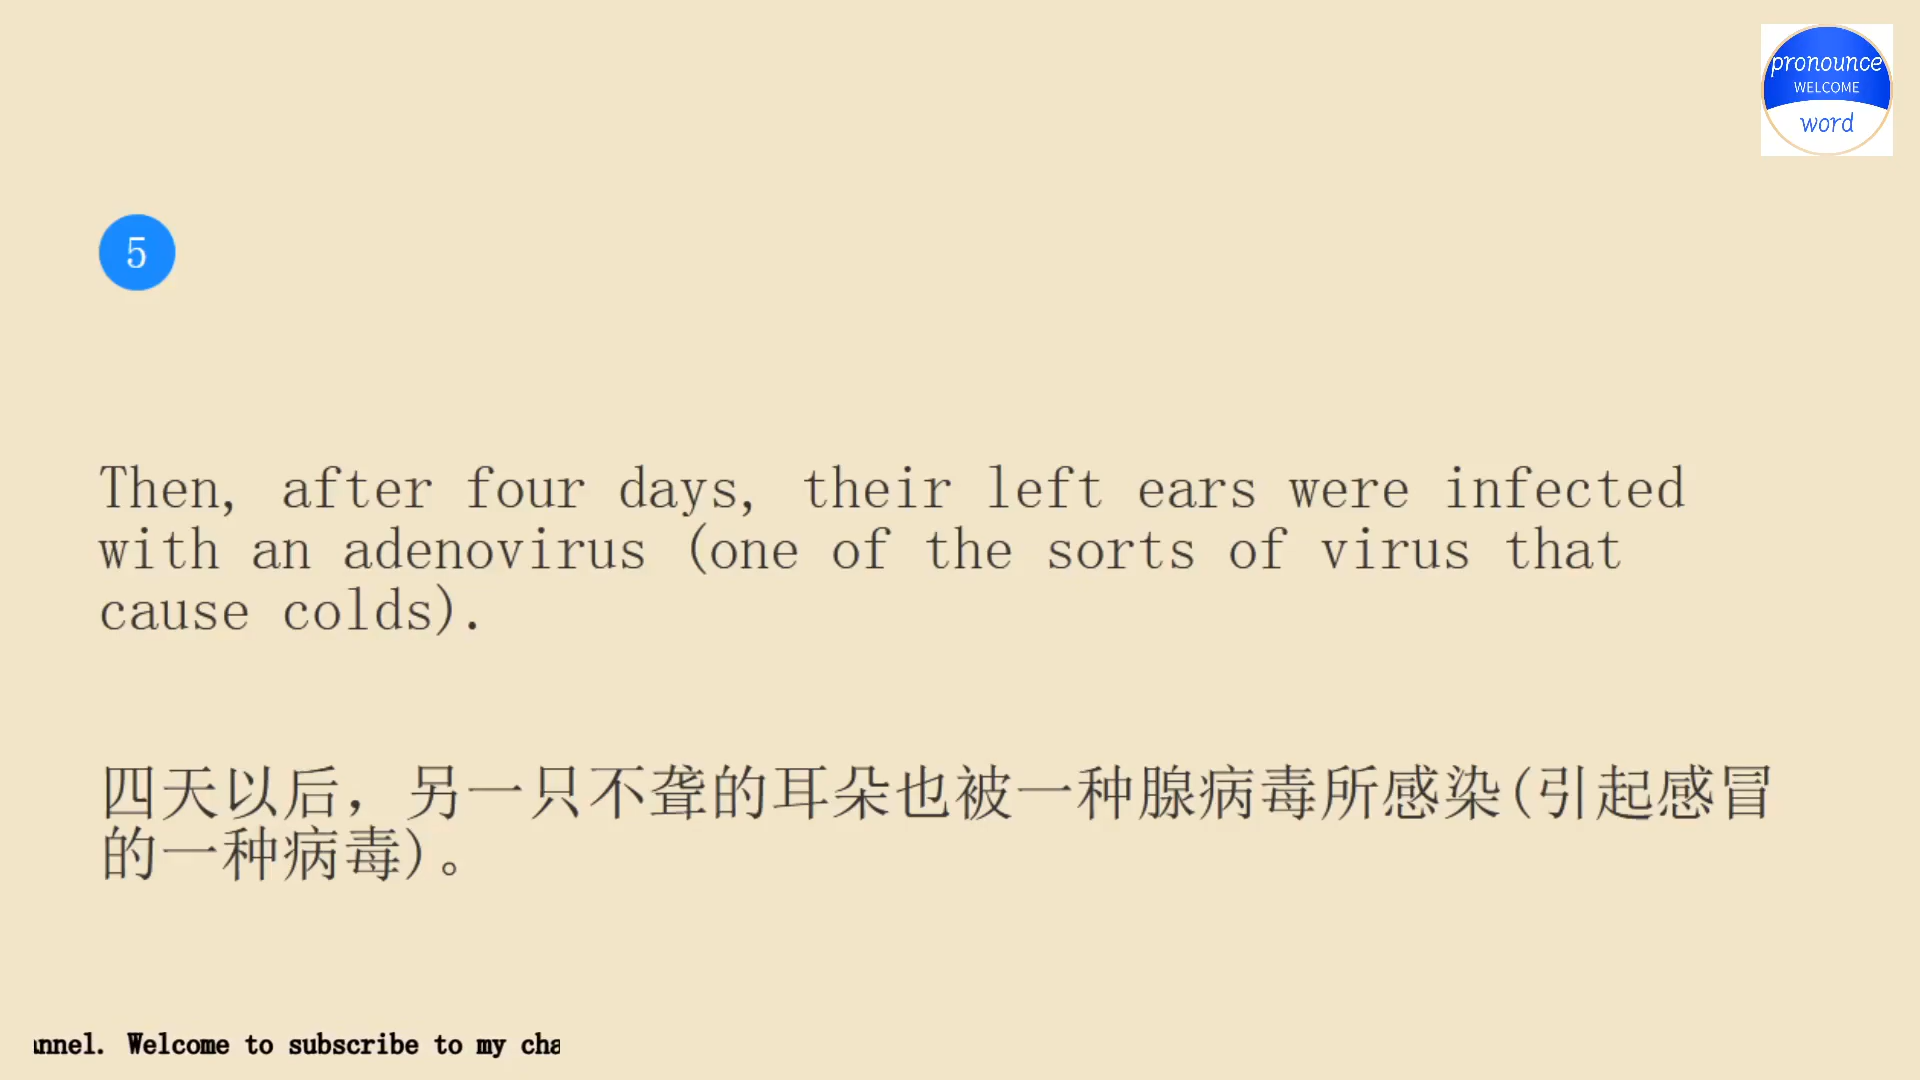 pronounce
WELCOME
word
5
Then, after four days, their left ears were infected
with an adenovirus (one of the sorts of virus that
cause colds).
四天以后，另一只不聋的耳朵也被一种腺病毒所感染(引起感冒
的一种病毒)。
annel. Welcome to subscribe to my cha